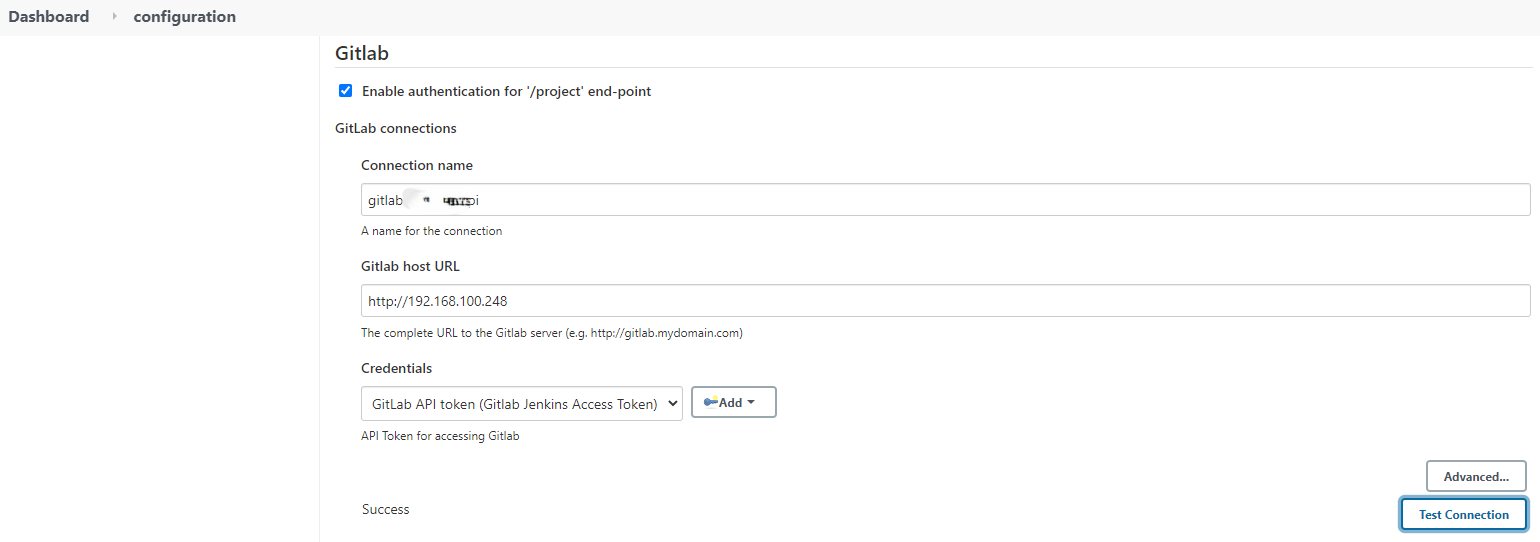 Dashboard configuration
Gitlab
Enable authentication for '/project' end-point
GitLab connections
Connection name
gitlab
A name for the connection
Gitlab host URL
http://192.168.100.248
The complete URL to the Gitlab server (e.g. http://gitlab.mydomain.com)
Credentials
GitLab API token (Gitlab Jenkins Access Token) Add
API Token for accessing Gitlab
Advanced...
Success
Test Connection